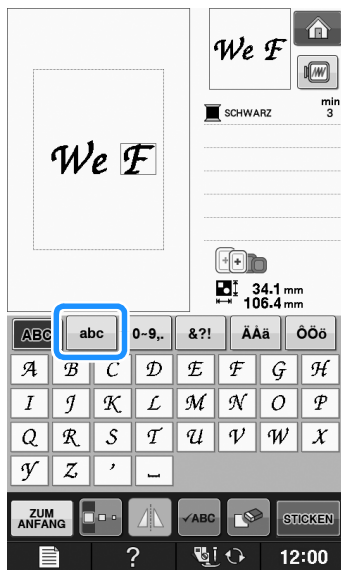 We F
We F
min
SCHWARZ 3
34.1 mm
106.4 mm
ABC abc 0~9,. &?! ÄÅä ÔÖö
A B C D E F G H
I J K L M N O P
Q R S T U V W X
Y Z ’ _
ZUM ANFANG ABC STICKEN
? 12:00